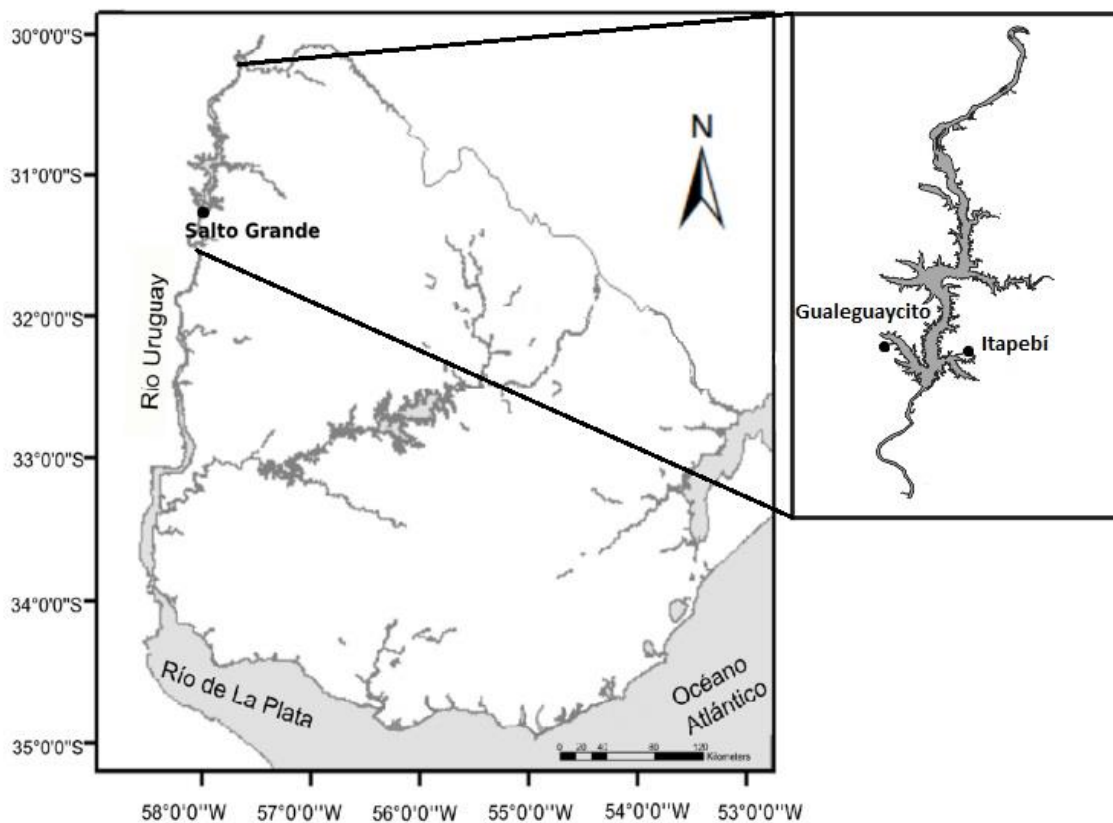 30°0'0"S
31°0'0"S
32°0'0"S
33°0'0"S
34°0'0"S
35°0'0"S
N
Salto Grande
Río Uruguay
Río de La Plata
Océano
Atlántico
0 20 40 80 120
Kilometers
58°0'0"W
57°0'0"W
56°0'0"W
55°0'0"W
54°0'0"W
53°0'0"W
Gualeguaycito
Itapebí